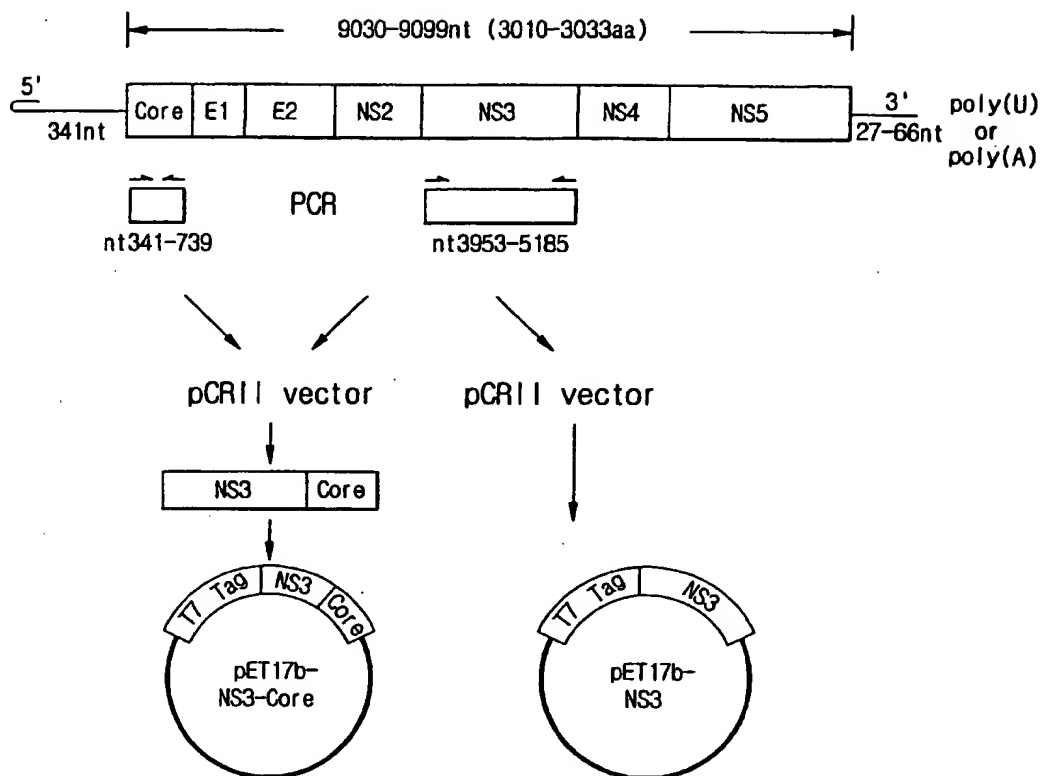 9030-9099nt (3010-3033aa)
5'
341nt
Core E1 E2 NS2 NS3 NS4 NS5
3'
27-66nt
poly(U)
or
poly(A)
PCR
nt341-739
nt3953-5185
pCRII vector
pCRII vector
NS3 Core
T7 Tag NS3 Core
pET17b-
NS3-Core
T7 Tag NS3
pET17b-
NS3